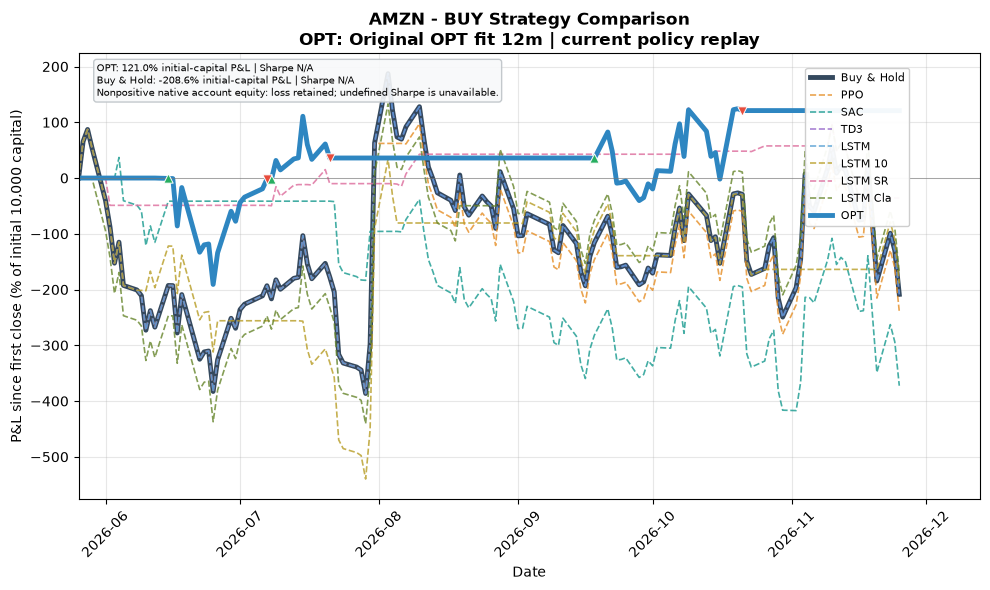 AMZN - BUY Strategy Comparison
OPT: Original OPT fit 12m | current policy replay
OPT: 121.0% initial-capital P&L | Sharpe N/A
Buy & Hold: -208.6% initial-capital P&L | Sharpe N/A
Nonpositive native account equity: loss retained; undefined Sharpe is unavailable.
Buy & Hold
PPO
SAC
TD3
LSTM
LSTM 10
LSTM SR
LSTM Cla
OPT
P&L since first close (% of initial 10,000 capital)
200
100
0
−100
−200
−300
−400
−500
2026-06
2026-07
2026-08
2026-09
2026-10
2026-11
2026-12
Date